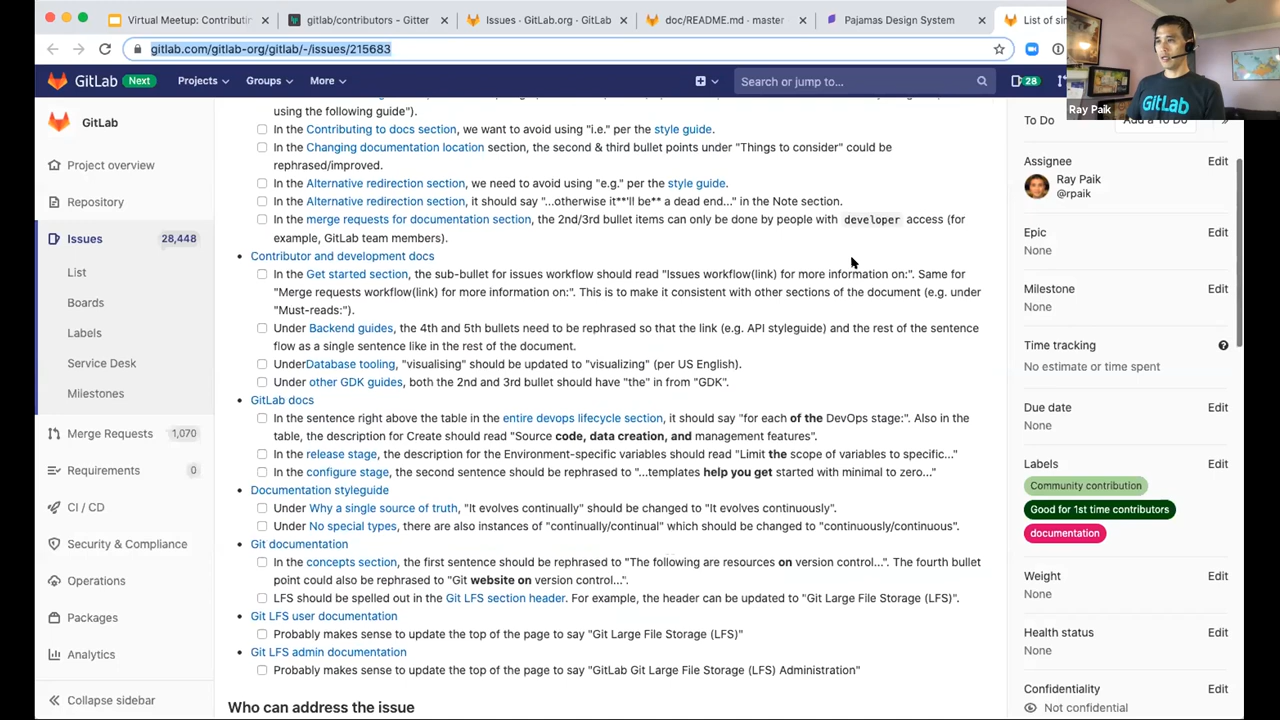 Virtual Meetup: Contributin
gitlab/contributors - Gitter
Issues · GitLab.org · GitLab
doc/README.md · master
Pajamas Design System
List of sim
gitlab.com/gitlab-org/gitlab/-/issues/215683
GitLab
Next
Projects
Groups
More
Search or jump to...
28
Ray Paik
GitLab
GitLab
Project overview
Repository
Issues
28,448
List
Boards
Labels
Service Desk
Milestones
Merge Requests
1,070
Requirements
0
CI / CD
Security & Compliance
Operations
Packages
Analytics
Collapse sidebar
using the following guide").
In the Contributing to docs section, we want to avoid using "i.e." per the style guide.
In the Changing documentation location section, the second & third bullet points under "Things to consider" could be
rephrased/improved.
In the Alternative redirection section, we need to avoid using "e.g." per the style guide.
In the Alternative redirection section, it should say "...otherwise it**'ll be** a dead end..." in the Note section.
In the merge requests for documentation section, the 2nd/3rd bullet items can only be done by people with developer access (for
example, GitLab team members).
Contributor and development docs
In the Get started section, the sub-bullet for issues workflow should read "Issues workflow(link) for more information on:". Same for
"Merge requests workflow(link) for more information on:". This is to make it consistent with other sections of the document (e.g. under
"Must-reads:").
Under Backend guides, the 4th and 5th bullets need to be rephrased so that the link (e.g. API styleguide) and the rest of the sentence
flow as a single sentence like in the rest of the document.
UnderDatabase tooling, "visualising" should be updated to "visualizing" (per US English).
Under other GDK guides, both the 2nd and 3rd bullet should have "the" in from "GDK".
GitLab docs
In the sentence right above the table in the entire devops lifecycle section, it should say "for each of the DevOps stage:". Also in the
table, the description for Create should read "Source code, data creation, and management features".
In the release stage, the description for the Environment-specific variables should read "Limit the scope of variables to specific..."
In the configure stage, the second sentence should be rephrased to "...templates help you get started with minimal to zero..."
Documentation styleguide
Under Why a single source of truth, "It evolves continually" should be changed to "It evolves continuously".
Under No special types, there are also instances of "continually/continual" which should be changed to "continuously/continuous".
Git documentation
In the concepts section, the first sentence should be rephrased to "The following are resources on version control...". The fourth bullet
point could also be rephrased to "Git website on version control...".
LFS should be spelled out in the Git LFS section header. For example, the header can be updated to "Git Large File Storage (LFS)".
Git LFS user documentation
Probably makes sense to update the top of the page to say "Git Large File Storage (LFS)"
Git LFS admin documentation
Probably makes sense to update the top of the page to say "GitLab Git Large File Storage (LFS) Administration"
Who can address the issue
To Do
Add a To Do
Assignee
Edit
Ray Paik
@rpaik
Epic
Edit
None
Milestone
Edit
None
Time tracking
No estimate or time spent
Due date
Edit
None
Labels
Edit
Community contribution
Good for 1st time contributors
documentation
Weight
Edit
None
Health status
Edit
None
Confidentiality
Edit
Not confidential